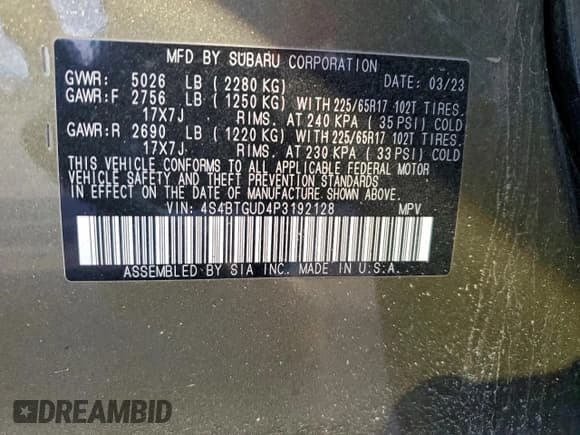 MFD BY SUBARU CORPORATION
GVWR: 5026 LB ( 2280 KG) DATE: 03/23
GAWR:F 2756 LB ( 1250 KG) WITH 225/65R17 102T TIRES.
17X7J RIMS. AT 240 KPA ( 35 PSI) COLD
GAWR:R 2690 LB ( 1220 KG) WITH 225/65R17 102T TIRES.
17X7J RIMS. AT 230 KPA ( 33 PSI) COLD
THIS VEHICLE CONFORMS TO ALL APPLICABLE FEDERAL MOTOR
VEHICLE SAFETY AND THEFT PREVENTION STANDARDS
IN EFFECT ON THE DATE OF MANUFACTURE SHOWN ABOVE.
VIN: 4S4BTGUD4P3192128 MPV
ASSEMBLED BY SIA INC. MADE IN U.S.A.
DREAMBID